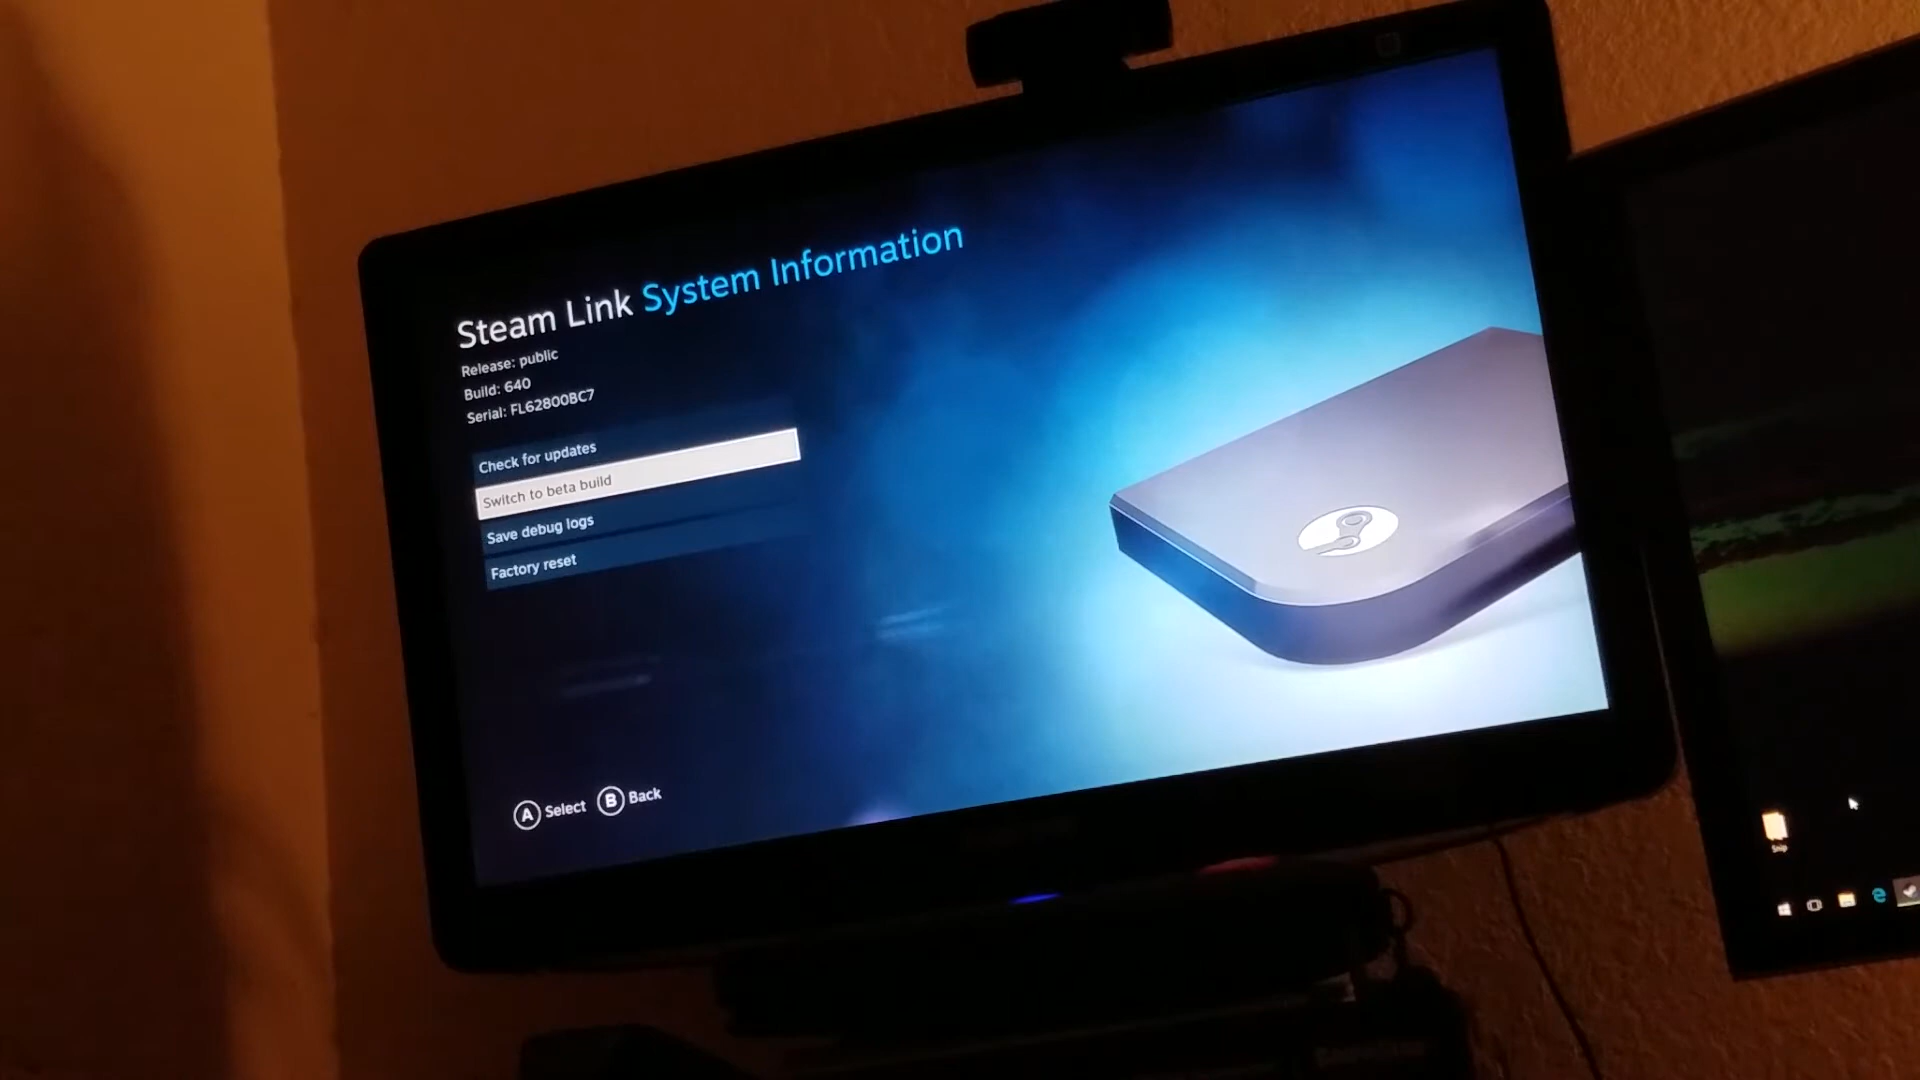 Steam Link System Information
Release: public
Build: 640
Serial: FL62800BC7
Check for updates
Switch to beta build
Save debug logs
Factory reset
A Select B Back
Snip